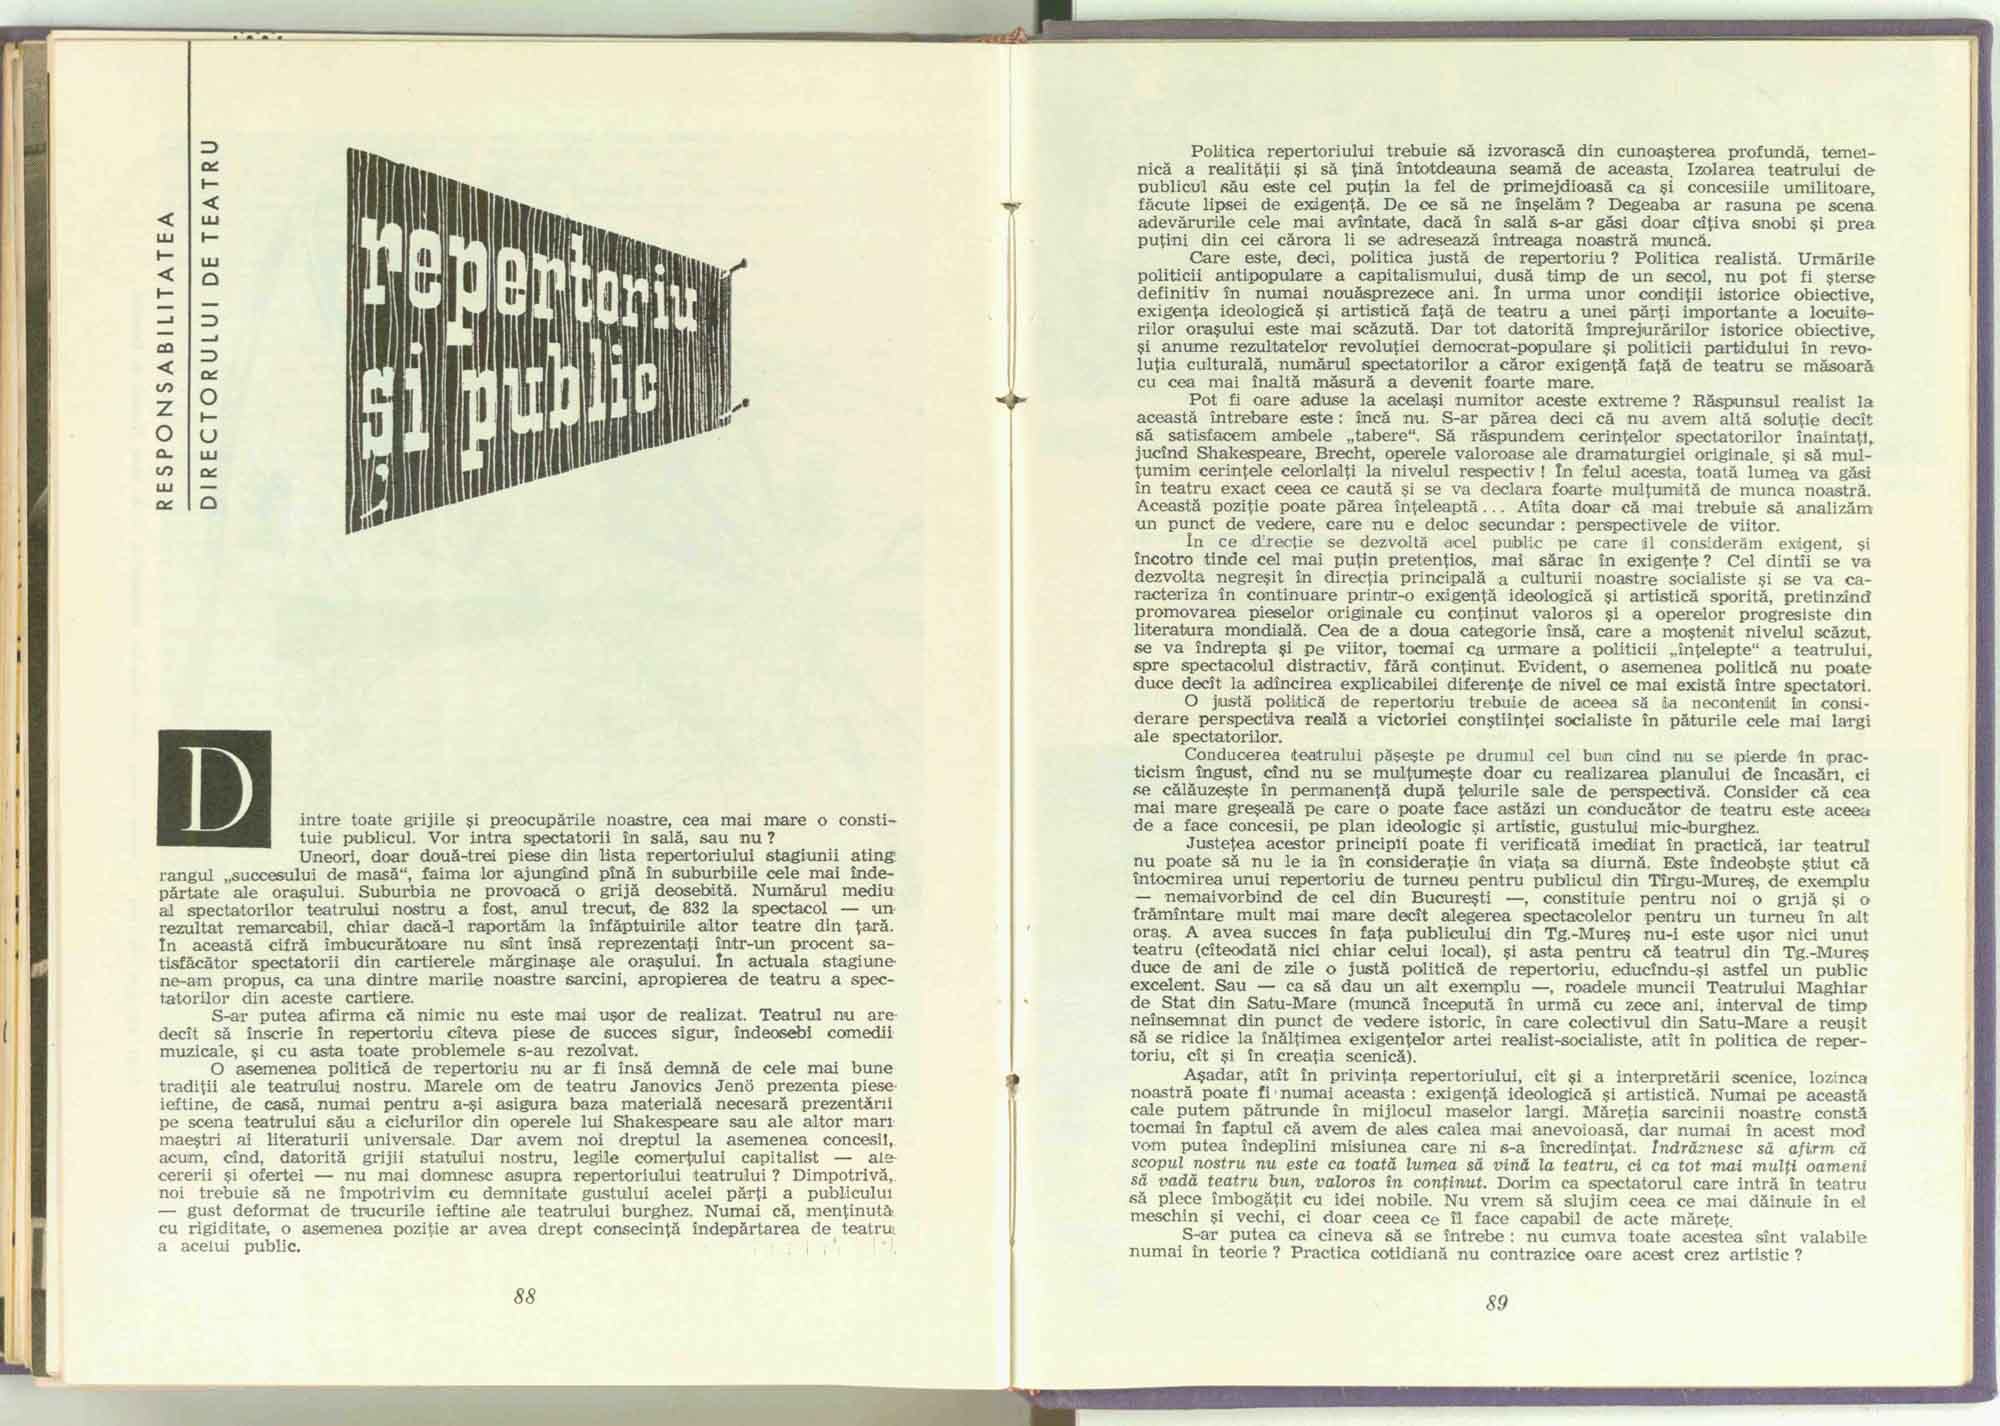 RESPONSABILITATEA
DIRECTORULUI DE TEATRU
repertoriu
și public
D
intre toate grijile și preocupările noastre, cea mai mare o consti-
tuie publicul. Vor intra spectatorii în sală, sau nu ?
Uneori, doar două-trei piese din lista repertoriului stagiunii ating
rangul „succesului de masă“, faima lor ajungînd pînă în suburbiile cele mai înde-
părtate ale orașului. Suburbia ne provoacă o grijă deosebită. Numărul mediu
al spectatorilor teatrului nostru a fost, anul trecut, de 832 la spectacol — un
rezultat remarcabil, chiar dacă-l raportăm la înfăptuirile altor teatre din țară.
În această cifră îmbucurătoare nu sînt însă reprezentați într-un procent sa-
tisfăcător spectatorii din cartierele mărginașe ale orașului. În actuala stagiune
ne-am propus, ca una dintre marile noastre sarcini, apropierea de teatru a spec-
tatorilor din aceste cartiere.
S-ar putea afirma că nimic nu este mai ușor de realizat. Teatrul nu are
decît să înscrie în repertoriu cîteva piese de succes sigur, îndeosebi comedii
muzicale, și cu asta toate problemele s-au rezolvat.
O asemenea politică de repertoriu nu ar fi însă demnă de cele mai bune
tradiții ale teatrului nostru. Marele om de teatru Janovics Jenö prezenta piese
ieftine, de casă, numai pentru a-și asigura baza materială necesară prezentării
pe scena teatrului său a ciclurilor din operele lui Shakespeare sau ale altor mari
maeștri ai literaturii universale. Dar avem noi dreptul la asemenea concesii,
acum, cînd, datorită grijii statului nostru, legile comerțului capitalist — ale
cererii și ofertei — nu mai domnesc asupra repertoriului teatrului ? Dimpotrivă,
noi trebuie să ne împotrivim cu demnitate gustului acelei părți a publicului
— gust deformat de trucurile ieftine ale teatrului burghez. Numai că, menținută
cu rigiditate, o asemenea poziție ar avea drept consecință îndepărtarea de teatru
a acelui public.
88
Politica repertoriului trebuie să izvorască din cunoașterea profundă, temei-
nică a realității și să țină întotdeauna seamă de aceasta. Izolarea teatrului de
publicul său este cel puțin la fel de primejdioasă ca și concesiile umilitoare,
făcute lipsei de exigență. De ce să ne înșelăm ? Degeaba ar rasuna pe scena
adevărurile cele mai avîntate, dacă în sală s-ar găsi doar cîțiva snobi și prea
puțini din cei cărora li se adresează întreaga noastră muncă.
Care este, deci, politica justă de repertoriu ? Politica realistă. Urmările
politicii antipopulare a capitalismului, dusă timp de un secol, nu pot fi șterse
definitiv în numai nouăsprezece ani. În urma unor condiții istorice obiective,
exigența ideologică și artistică față de teatru a unei părți importante a locuito-
rilor orașului este mai scăzută. Dar tot datorită împrejurărilor istorice obiective,
și anume rezultatelor revoluției democrat-populare și politicii partidului în revo-
luția culturală, numărul spectatorilor a căror exigență față de teatru se măsoară
cu cea mai înaltă măsură a devenit foarte mare.
Pot fi oare aduse la același numitor aceste extreme ? Răspunsul realist la
această întrebare este : încă nu. S-ar părea deci că nu avem altă soluție decît
să satisfacem ambele „tabere“. Să răspundem cerințelor spectatorilor înaintați,
jucînd Shakespeare, Brecht, operele valoroase ale dramaturgiei originale, și să mul-
țumim cerințele celorlalți la nivelul respectiv ! În felul acesta, toată lumea va găsi
în teatru exact ceea ce caută și se va declara foarte mulțumită de munca noastră.
Această poziție poate părea înțeleaptă... Atîta doar că mai trebuie să analizăm
un punct de vedere, care nu e deloc secundar : perspectivele de viitor.
În ce direcție se dezvoltă acel public pe care îl considerăm exigent, și
încotro tinde cel mai puțin pretențios, mai sărac în exigențe ? Cel dintîi se va
dezvolta negreșit în direcția principală a culturii noastre socialiste și se va ca-
racteriza în continuare printr-o exigență ideologică și artistică sporită, pretinzînd
promovarea pieselor originale cu conținut valoros și a operelor progresiste din
literatura mondială. Cea de a doua categorie însă, care a moștenit nivelul scăzut,
se va îndrepta și pe viitor, tocmai ca urmare a politicii „înțelepte“ a teatrului,
spre spectacolul distractiv, fără conținut. Evident, o asemenea politică nu poate
duce decît la adîncirea explicabilei diferențe de nivel ce mai există între spectatori.
O justă politică de repertoriu trebuie de aceea să ia necontenit în consi-
derare perspectiva reală a victoriei conștiinței socialiste în păturile cele mai largi
ale spectatorilor.
Conducerea teatrului pășește pe drumul cel bun cînd nu se pierde în prac-
ticism îngust, cînd nu se mulțumește doar cu realizarea planului de încasări, ci
se călăuzește în permanență după țelurile sale de perspectivă. Consider că cea
mai mare greșeală pe care o poate face astăzi un conducător de teatru este aceea
de a face concesii, pe plan ideologic și artistic, gustului mic-burghez.
Justețea acestor principii poate fi verificată imediat în practică, iar teatrul
nu poate să nu le ia în considerație în viața sa diurnă. Este îndeobște știut că
întocmirea unui repertoriu de turneu pentru publicul din Tîrgu-Mureș, de exemplu
— nemaivorbind de cel din București —, constituie pentru noi o grijă și o
frămîntare mult mai mare decît alegerea spectacolelor pentru un turneu în alt
oraș. A avea succes în fața publicului din Tg.-Mureș nu-i este ușor nici unui
teatru (cîteodată nici chiar celui local), și asta pentru că teatrul din Tg.-Mureș
duce de ani de zile o justă politică de repertoriu, educîndu-și astfel un public
excelent. Sau — ca să dau un alt exemplu —, roadele muncii Teatrului Maghiar
de Stat din Satu-Mare (muncă începută în urmă cu zece ani, interval de timp
neînsemnat din punct de vedere istoric, în care colectivul din Satu-Mare a reușit
să se ridice la înălțimea exigențelor artei realist-socialiste, atît în politica de reper-
toriu, cît și în creația scenică).
Așadar, atît în privința repertoriului, cît și a interpretării scenice, lozinca
noastră poate fi numai aceasta : exigență ideologică și artistică. Numai pe această
cale putem pătrunde în mijlocul maselor largi. Măreția sarcinii noastre constă
tocmai în faptul că avem de ales calea mai anevoioasă, dar numai în acest mod
vom putea îndeplini misiunea care ni s-a încredințat. Îndrăznesc să afirm că
scopul nostru nu este ca toată lumea să vină la teatru, ci ca tot mai mulți oameni
să vadă teatru bun, valoros în conținut. Dorim ca spectatorul care intră în teatru
să plece îmbogățit cu idei nobile. Nu vrem să slujim ceea ce mai dăinuie în el
meschin și vechi, ci doar ceea ce îl face capabil de acte mărețe.
S-ar putea ca cineva să se întrebe : nu cumva toate acestea sînt valabile
numai în teorie ? Practica cotidiană nu contrazice oare acest crez artistic ?
89